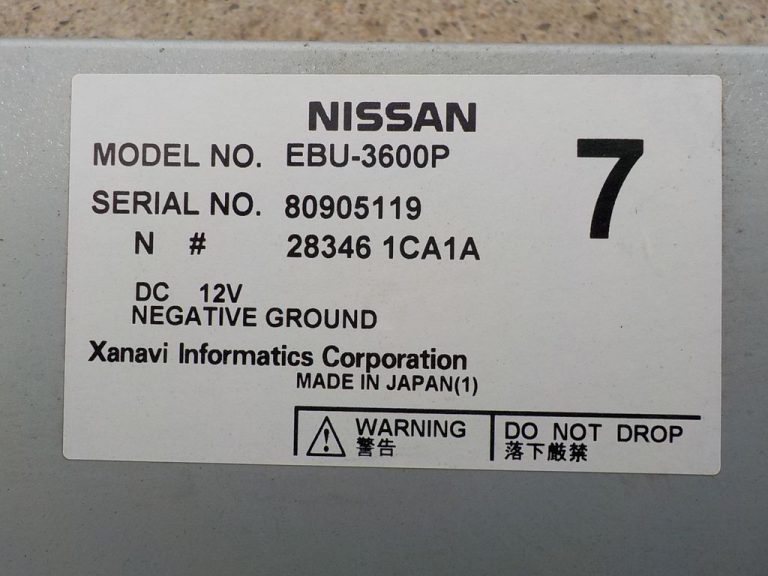 NISSAN
MODEL NO. EBU-3600P
7
SERIAL NO. 80905119
N # 28346 1CA1A
DC 12V
NEGATIVE GROUND
Xanavi Informatics Corporation
MADE IN JAPAN(1)
WARNING
警告
DO NOT DROP
落下厳禁